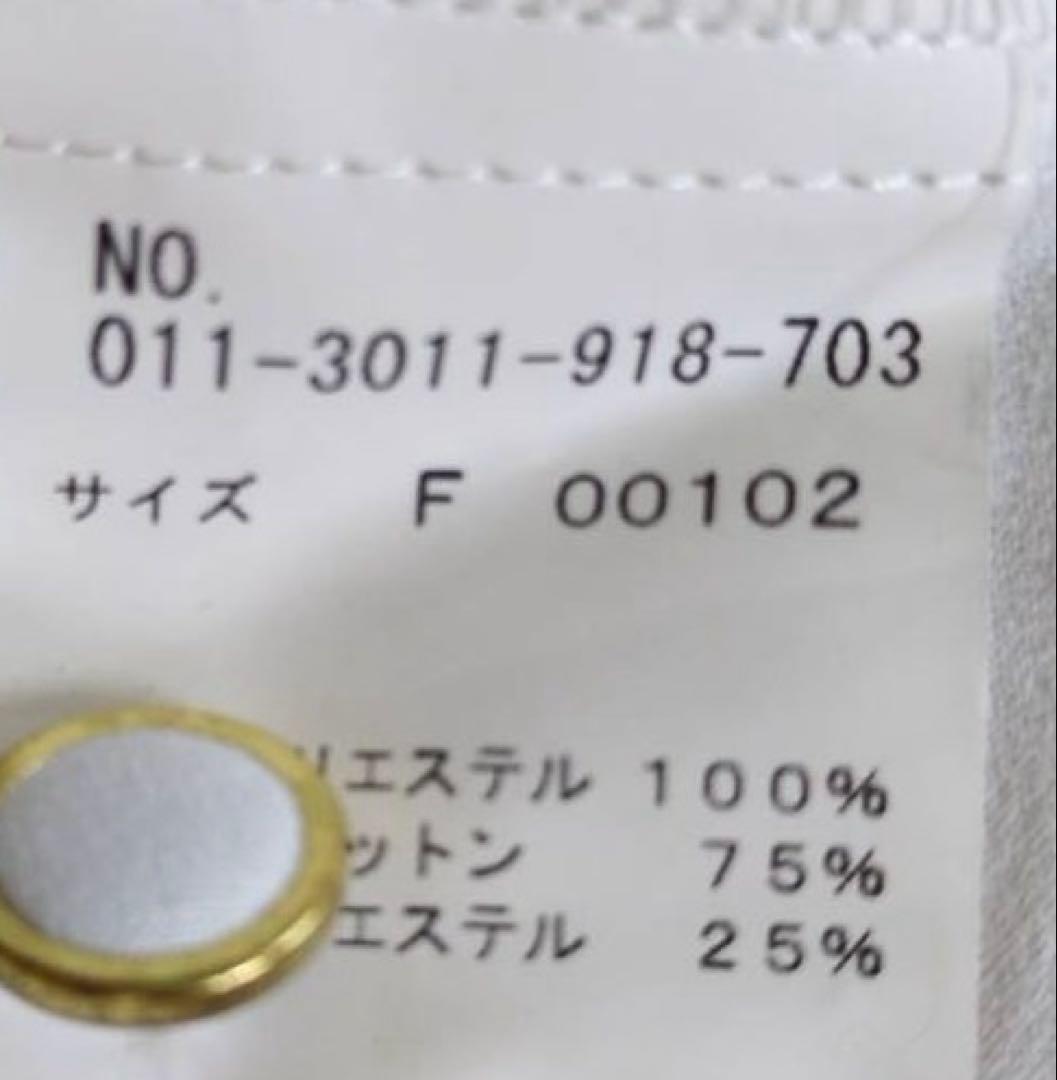 NO.
011-3011-918-703
サイズ F 00102
リエステル 100%
ットン 75%
エステル 25%